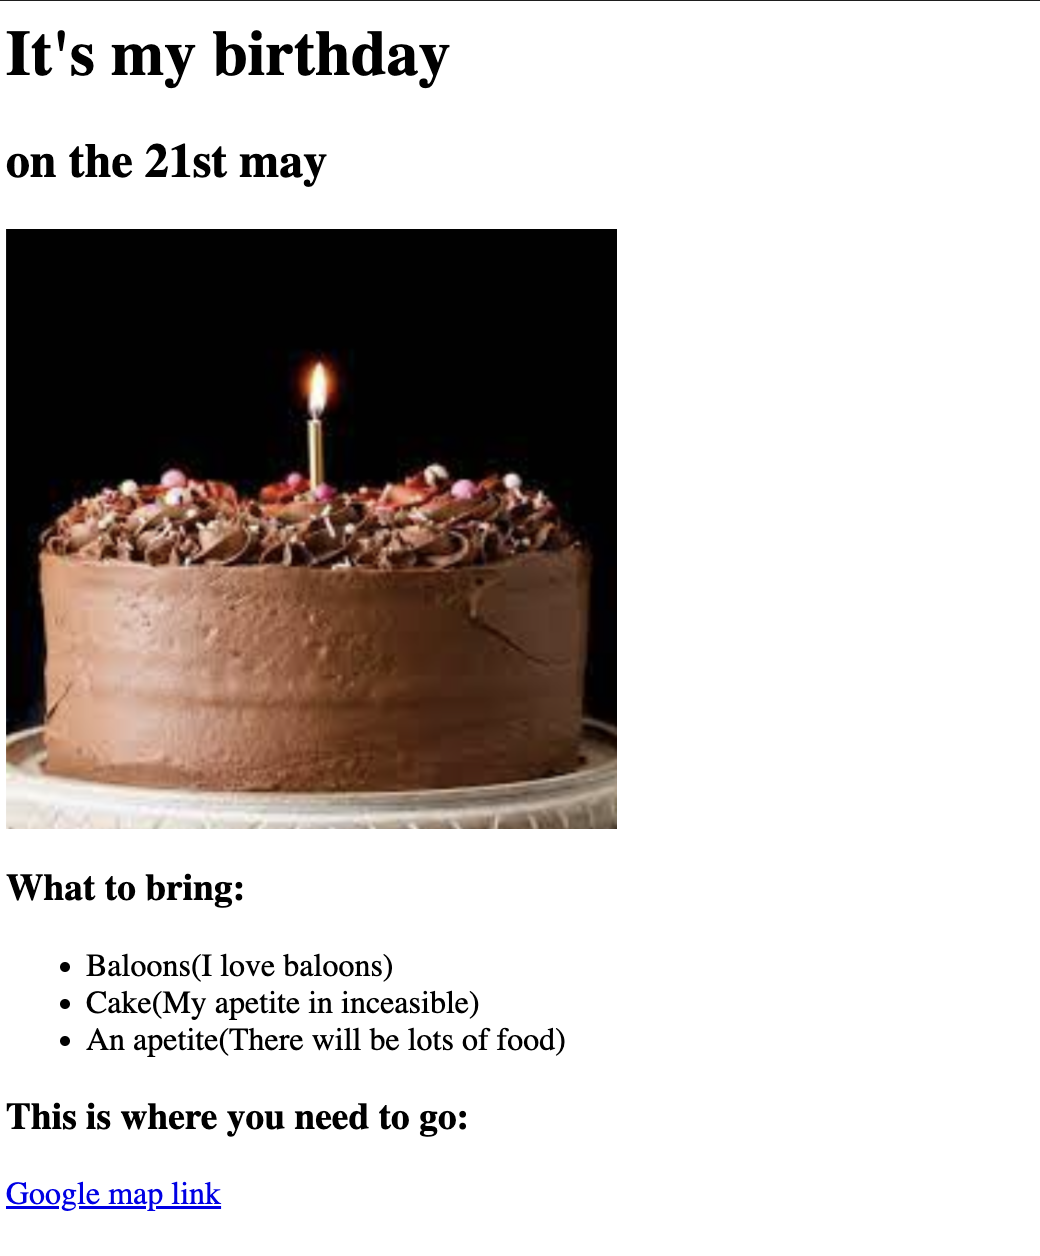 It's my birthday
on the 21st may
What to bring:
Baloons(I love baloons)
Cake(My apetite in inceasible)
An apetite(There will be lots of food)
This is where you need to go:
Google map link